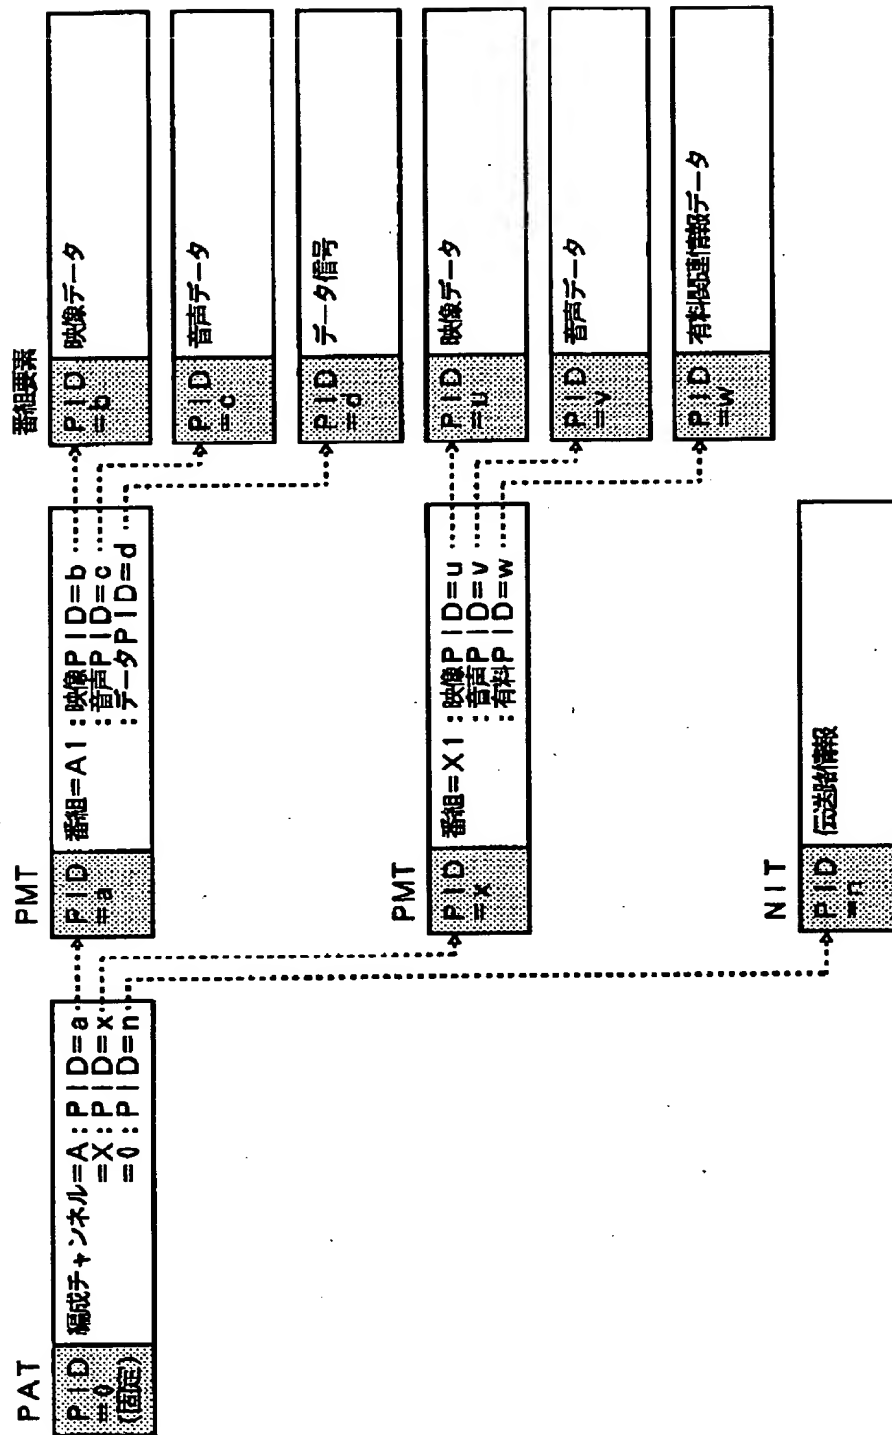 PAT
PID
=0
(固定)
編成チャンネル=A:PID=a
=X:PID=x
=0:PID=n
PMT
PID
=a
番組=A1:映像PID=b
:音声PID=c
:データPID=d
PMT
PID
=x
番組=X1:映像PID=u
:音声PID=v
:有料PID=w
NIT
PID
=n
伝送路情報
番組要素
PID
=b
映像データ
PID
=c
音声データ
PID
=d
データ信号
PID
=u
映像データ
PID
=v
音声データ
PID
=w
有料関連情報データ